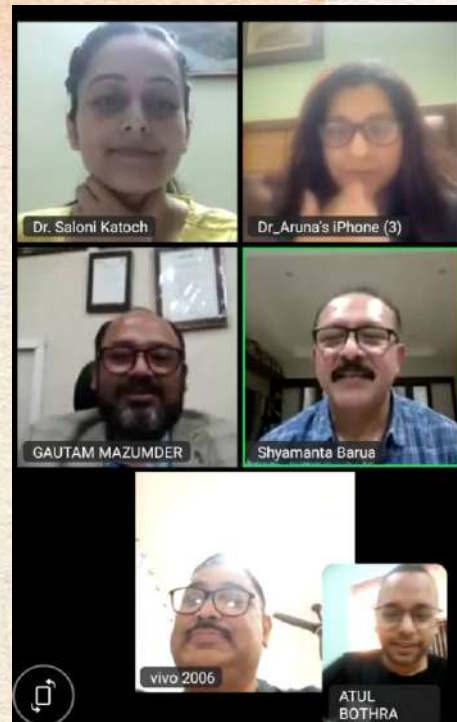 Dr. Saloni Katoch
Dr_Aruna's iPhone (3)
GAUTAM MAZUMDER
Shyamanta Barua
vivo 2006
ATUL
BOTHRA